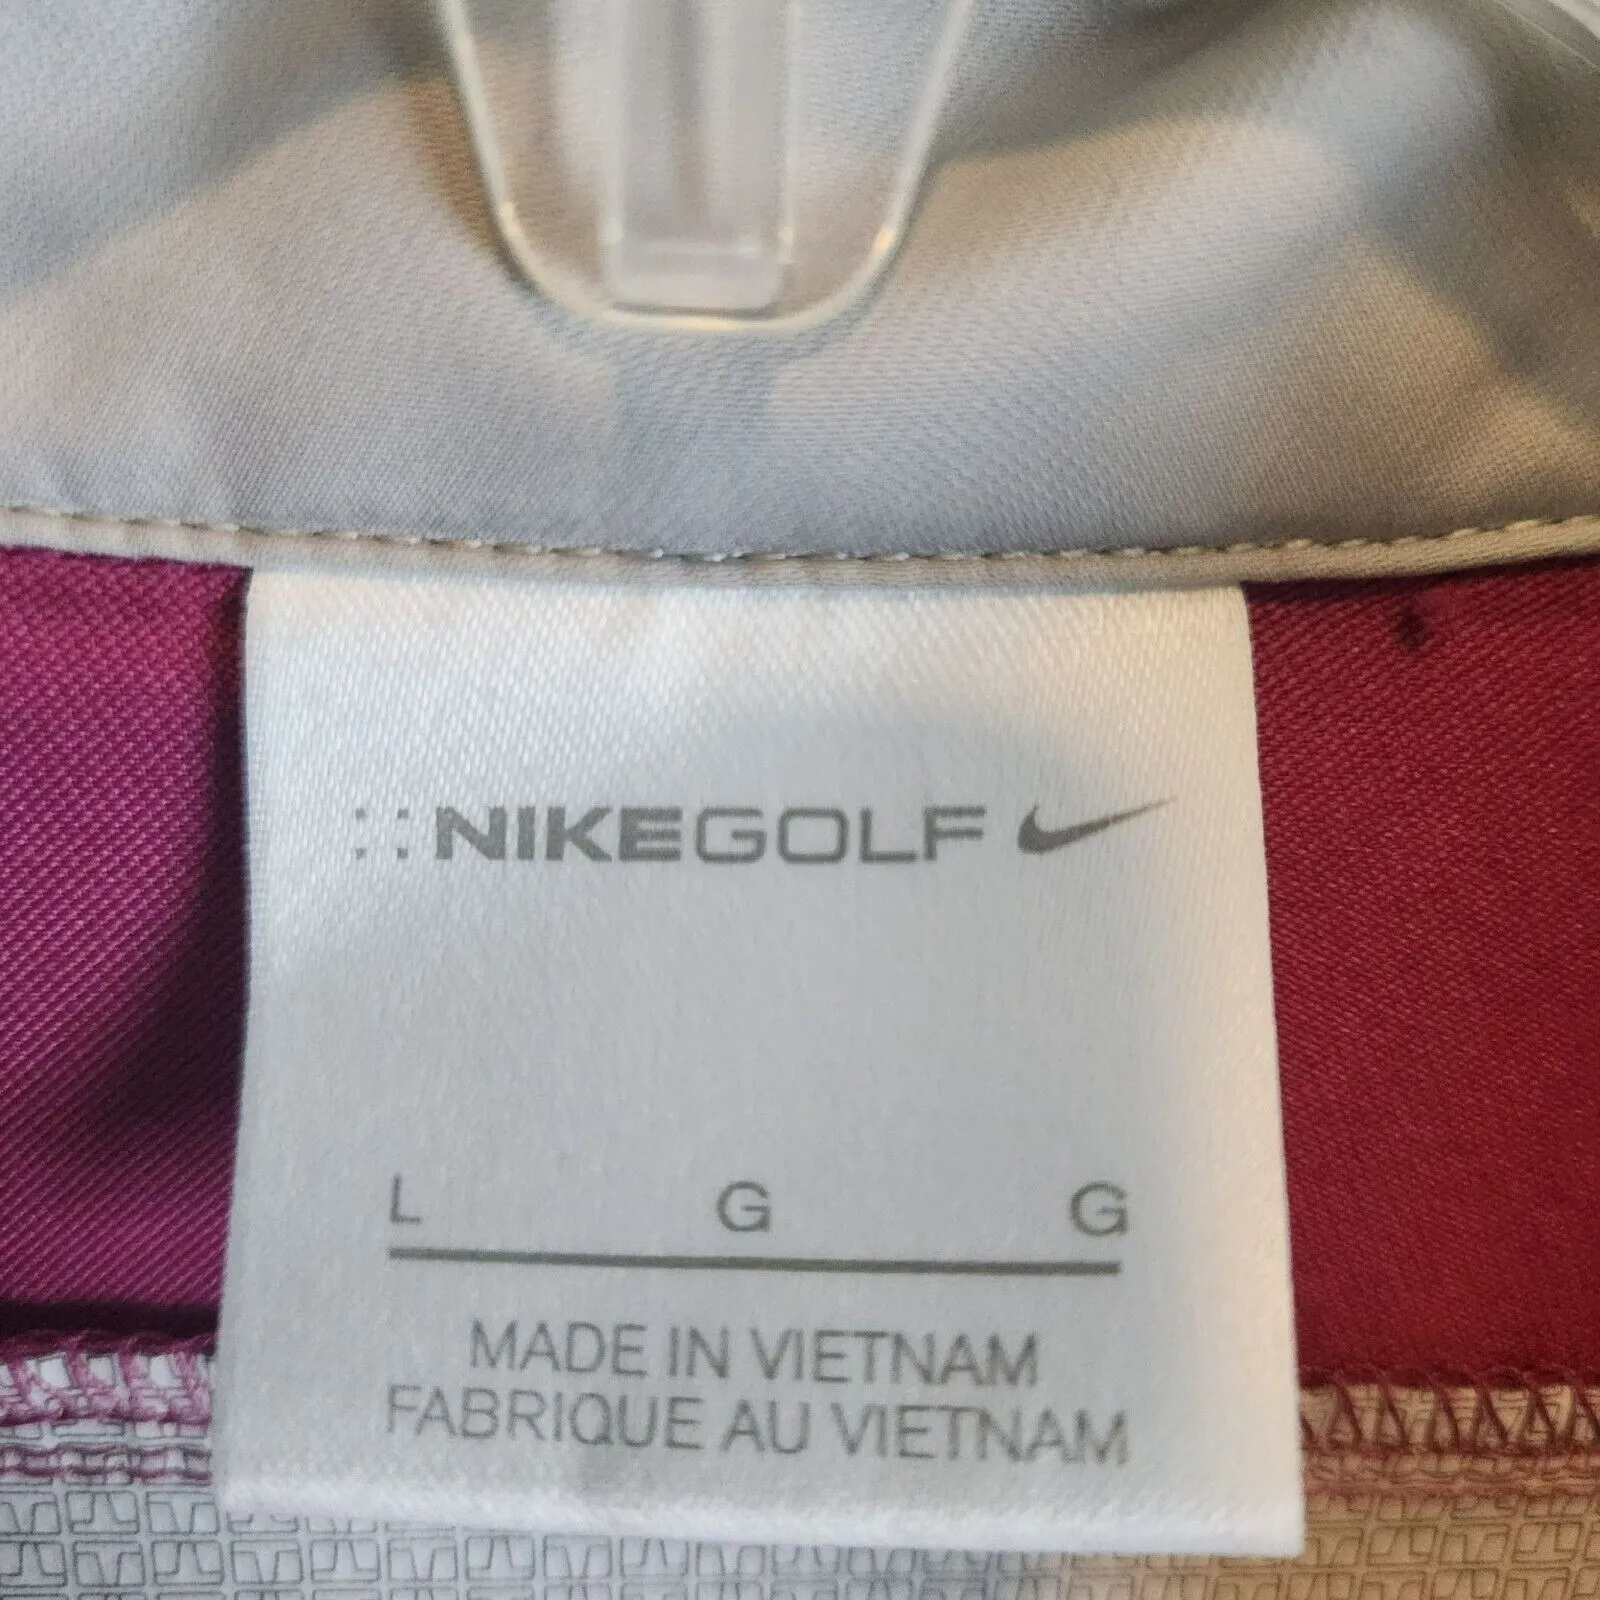 ::NIKEGOLF
L G G
MADE IN VIETNAM
FABRIQUE AU VIETNAM